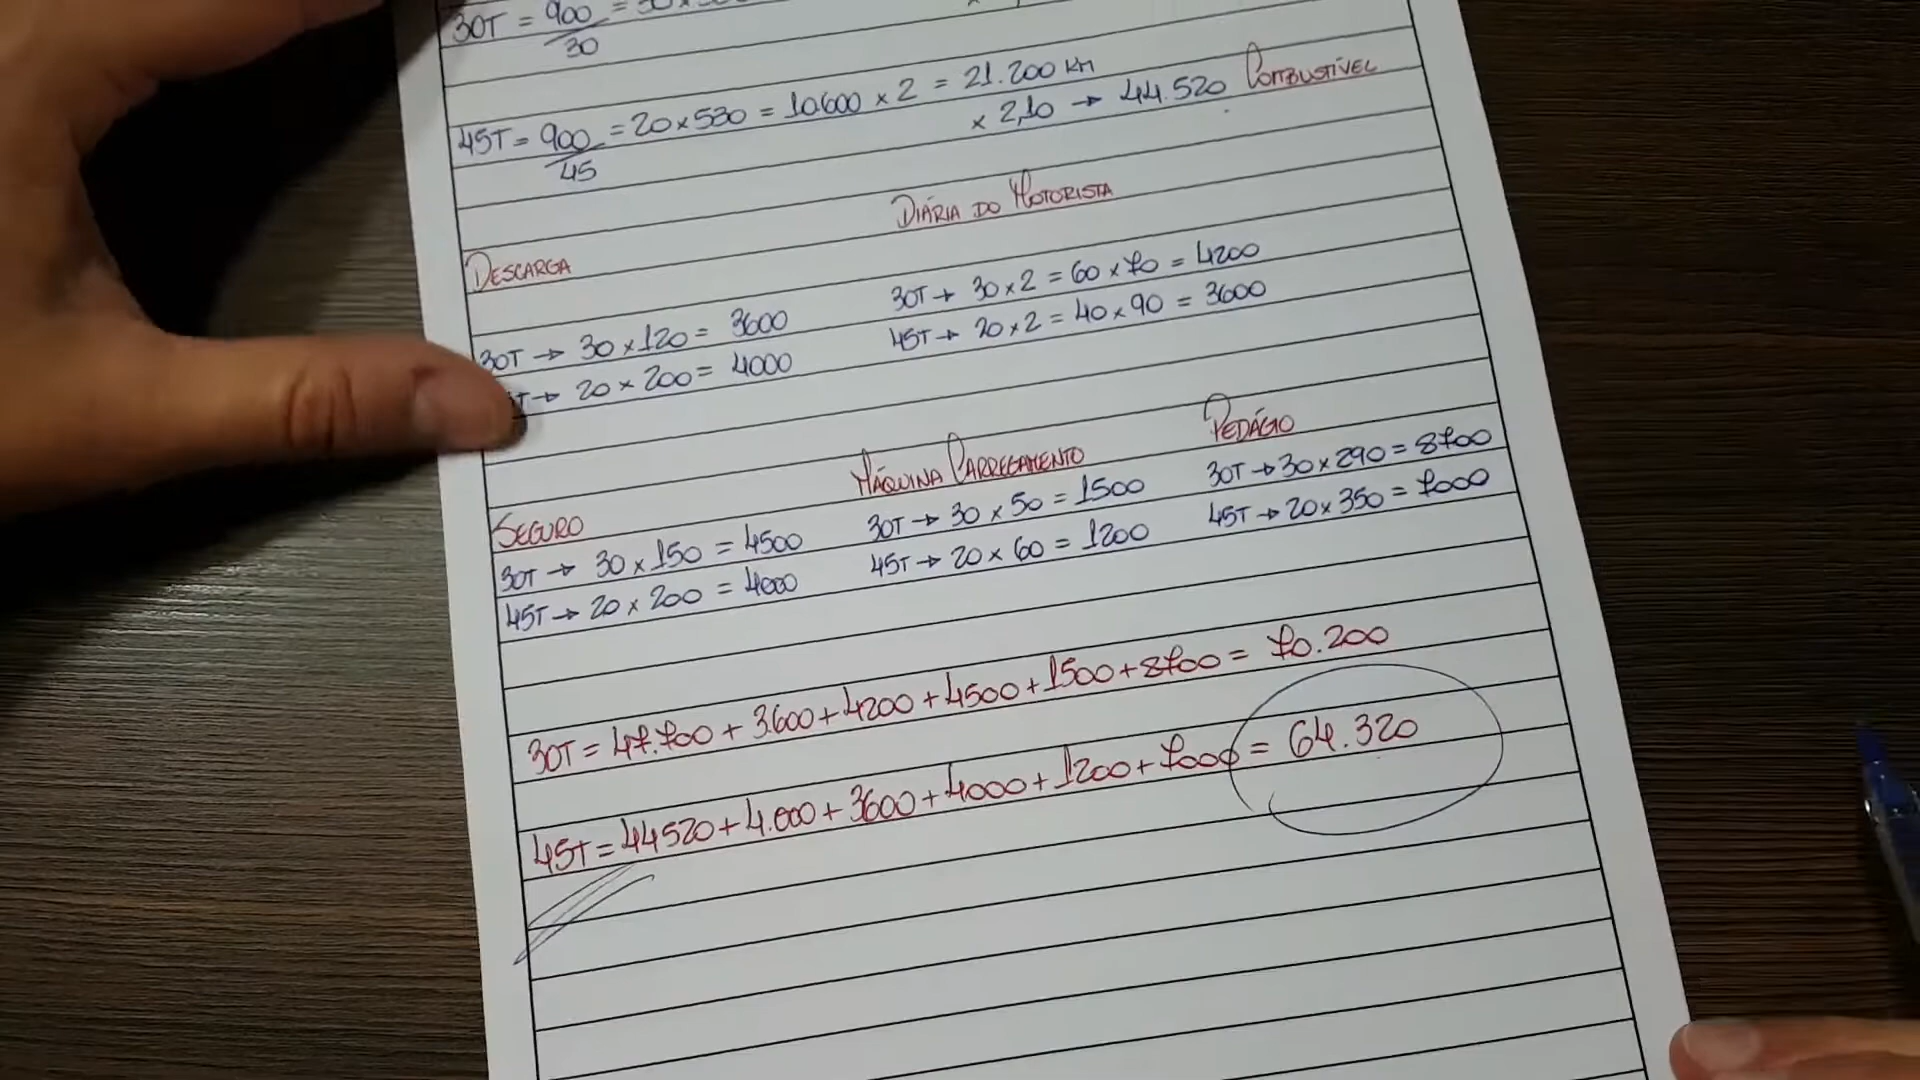 30T = 900
30
45T = 900 = 20 x 530 = 10.600 x 2 = 21.200 KM
45
x 2,10 → 44.520 COMBUSTÍVEL
DIÁRIA DO MOTORISTA
DESCARGA
30T → 30 x 2 = 60 x 70 = 4200
45T → 20 x 2 = 40 x 90 = 3600
30T → 30 x 120 = 3600
T → 20 x 200 = 4000
MÁQUINA CARREGAMENTO
PEDÁGIO
SEGURO
30T → 30 x 150 = 4500
45T → 20 x 200 = 4000
30T → 30 x 50 = 1500
45T → 20 x 60 = 1200
30T → 30 x 290 = 8700
45T → 20 x 350 = 7000
30T = 47.700 + 3.600 + 4200 + 4500 + 1500 + 8700 = 70.200
45T = 44520 + 4.000 + 3600 + 4000 + 1200 + 7000 = 64.320